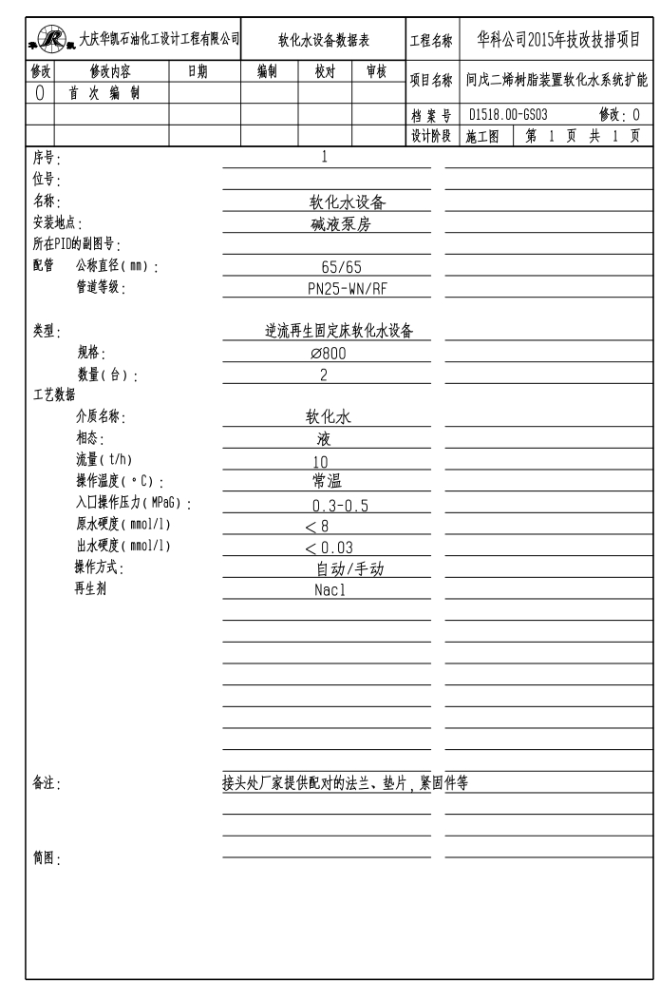 华 凯 大庆华凯石油化工设计工程有限公司 软化水设备数据表 工程名称 华科公司2015年技改技措项目
修改 修改内容 日期 编制 校对 审核 项目名称 间戊二烯树脂装置软化水系统扩能
0 首次编制
档案号 D1518.00-GS03 修改: 0
设计阶段 施工图 第 1 页 共 1 页
序号: 1
位号:
名称: 软化水设备
安装地点: 碱液泵房
所在PID的副图号:
配管 公称直径(mm): 65/65
管道等级: PN25-WN/RF
类型: 逆流再生固定床软化水设备
规格: ∅800
数量(台): 2
工艺数据
介质名称: 软化水
相态: 液
流量(t/h) 10
操作温度(°C): 常温
入口操作压力(MPaG): 0.3-0.5
原水硬度(mmol/l) <8
出水硬度(mmol/l) <0.03
操作方式: 自动/手动
再生剂 Nacl
备注: 接头处厂家提供配对的法兰、垫片,紧固件等
简图: